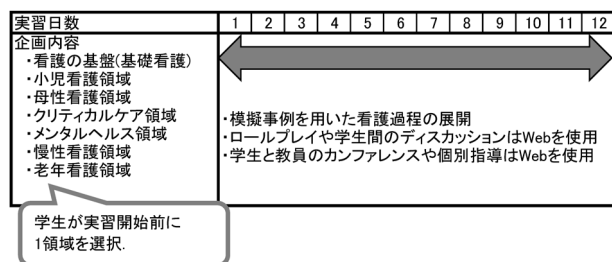 実習日数 1 2 3 4 5 6 7 8 9 10 11 12
企画内容
・看護の基盤(基礎看護)
・小児看護領域
・母性看護領域
・クリティカルケア領域
・メンタルヘルス領域
・慢性看護領域
・老年看護領域
・模擬事例を用いた看護過程の展開
・ロールプレイや学生間のディスカッションはWebを使用
・学生と教員のカンファレンスや個別指導はWebを使用
学生が実習開始前に
1領域を選択.